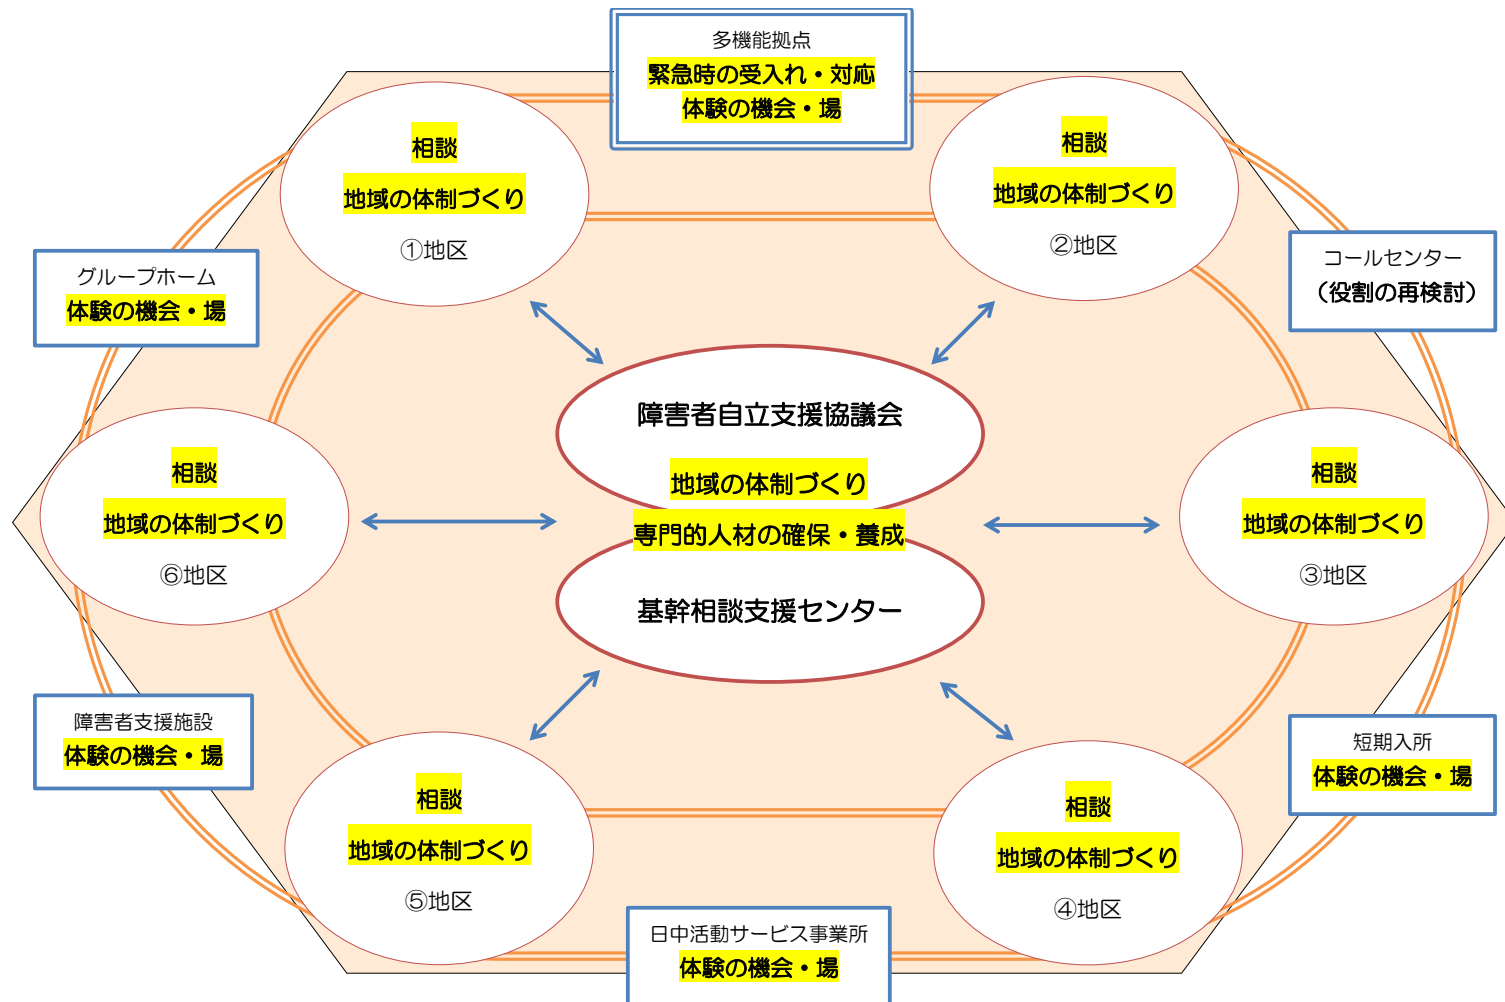 多機能拠点
緊急時の受入れ・対応
体験の機会・場
相談
地域の体制づくり
①地区
相談
地域の体制づくり
②地区
グループホーム
体験の機会・場
コールセンター
（役割の再検討）
障害者自立支援協議会
地域の体制づくり
専門的人材の確保・養成
基幹相談支援センター
相談
地域の体制づくり
⑥地区
相談
地域の体制づくり
③地区
障害者支援施設
体験の機会・場
短期入所
体験の機会・場
相談
地域の体制づくり
⑤地区
相談
地域の体制づくり
④地区
日中活動サービス事業所
体験の機会・場